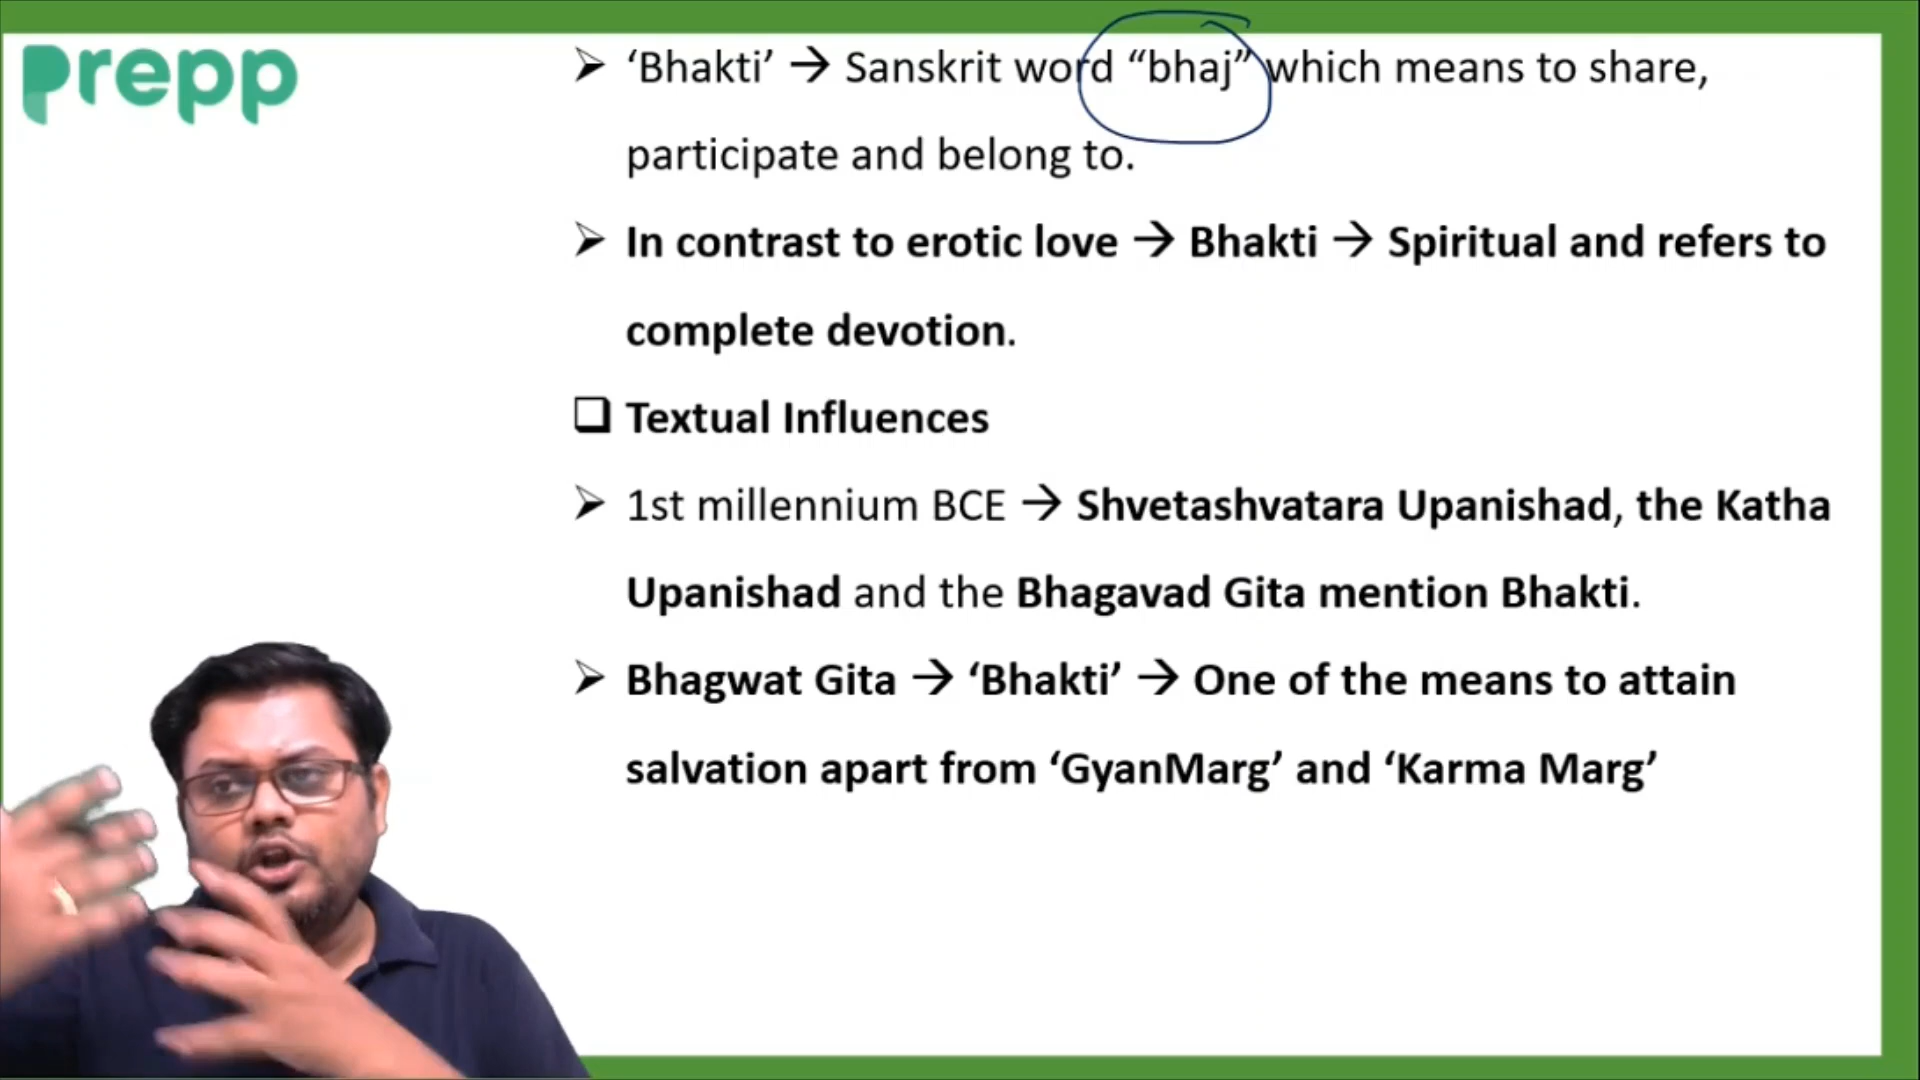 prepp
➢ ‘Bhakti’ → Sanskrit word “bhaj” which means to share,
participate and belong to.
➢ In contrast to erotic love → Bhakti → Spiritual and refers to
complete devotion.
❑ Textual Influences
➢ 1st millennium BCE → Shvetashvatara Upanishad, the Katha
Upanishad and the Bhagavad Gita mention Bhakti.
➢ Bhagwat Gita → ‘Bhakti’ → One of the means to attain
salvation apart from ‘GyanMarg’ and ‘Karma Marg’